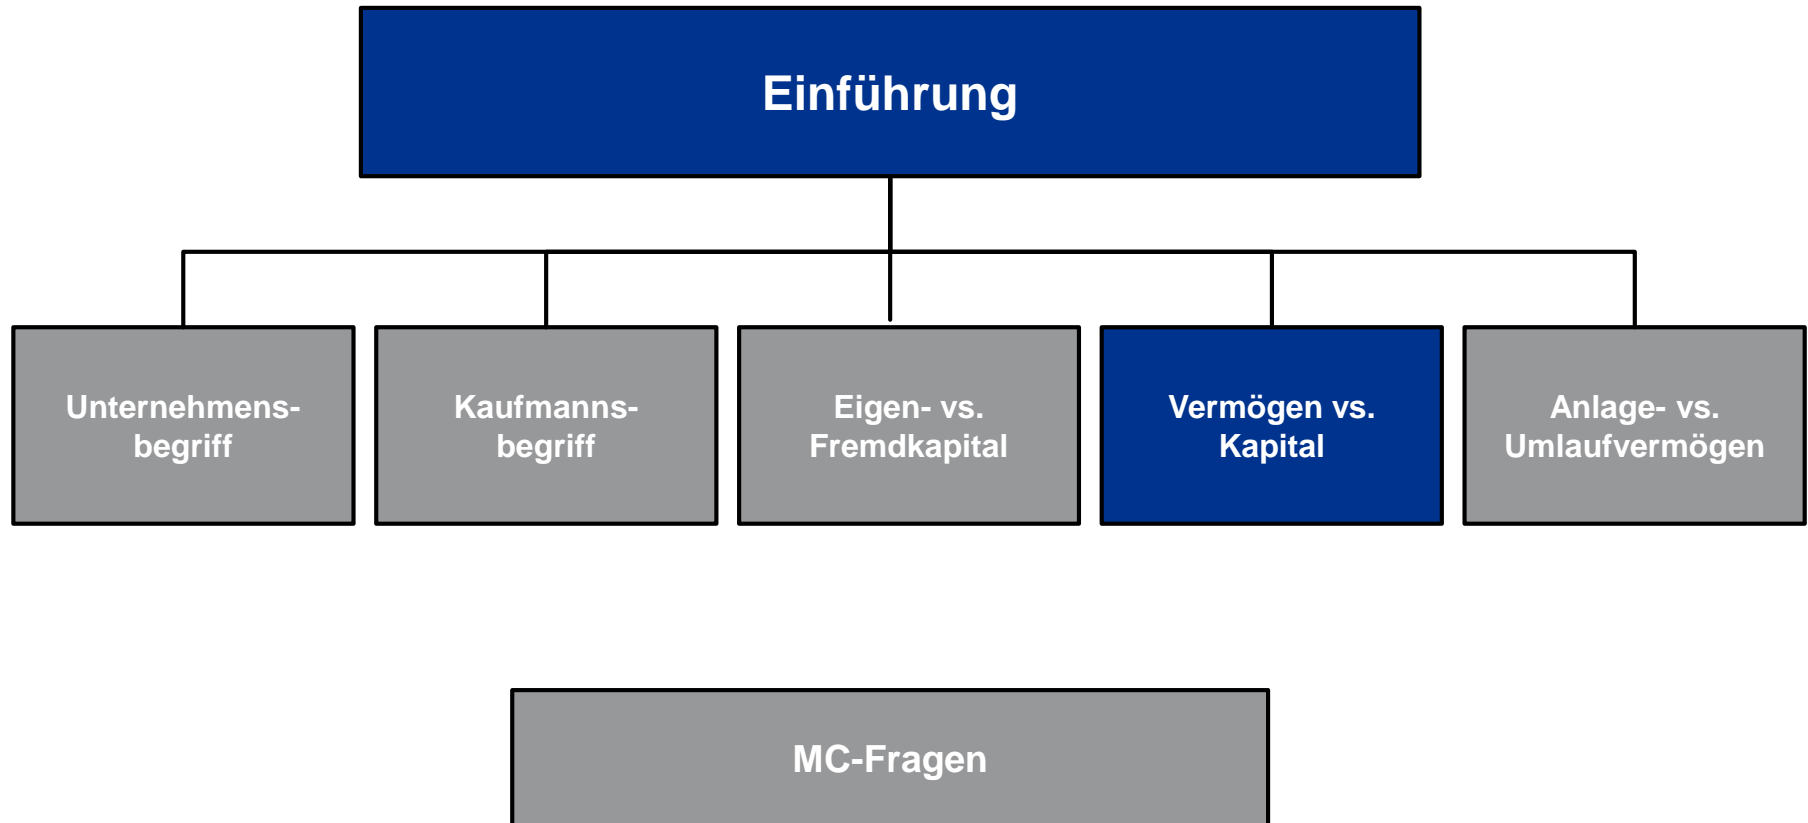 Einführung
Unternehmens-
begriff
Kaufmanns-
begriff
Eigen- vs.
Fremdkapital
Vermögen vs.
Kapital
Anlage- vs.
Umlaufvermögen
MC-Fragen